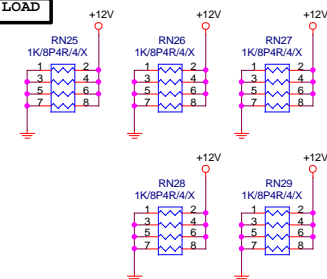 LOAD
+12V +12V +12V
RN25 RN26 RN27
1K/8P4R/4/X 1K/8P4R/4/X 1K/8P4R/4/X
1 2 1 2 1 2
3 4 3 4 3 4
5 6 5 6 5 6
7 8 7 8 7 8
+12V +12V
RN28 RN29
1K/8P4R/4/X 1K/8P4R/4/X
1 2 1 2
3 4 3 4
5 6 5 6
7 8 7 8